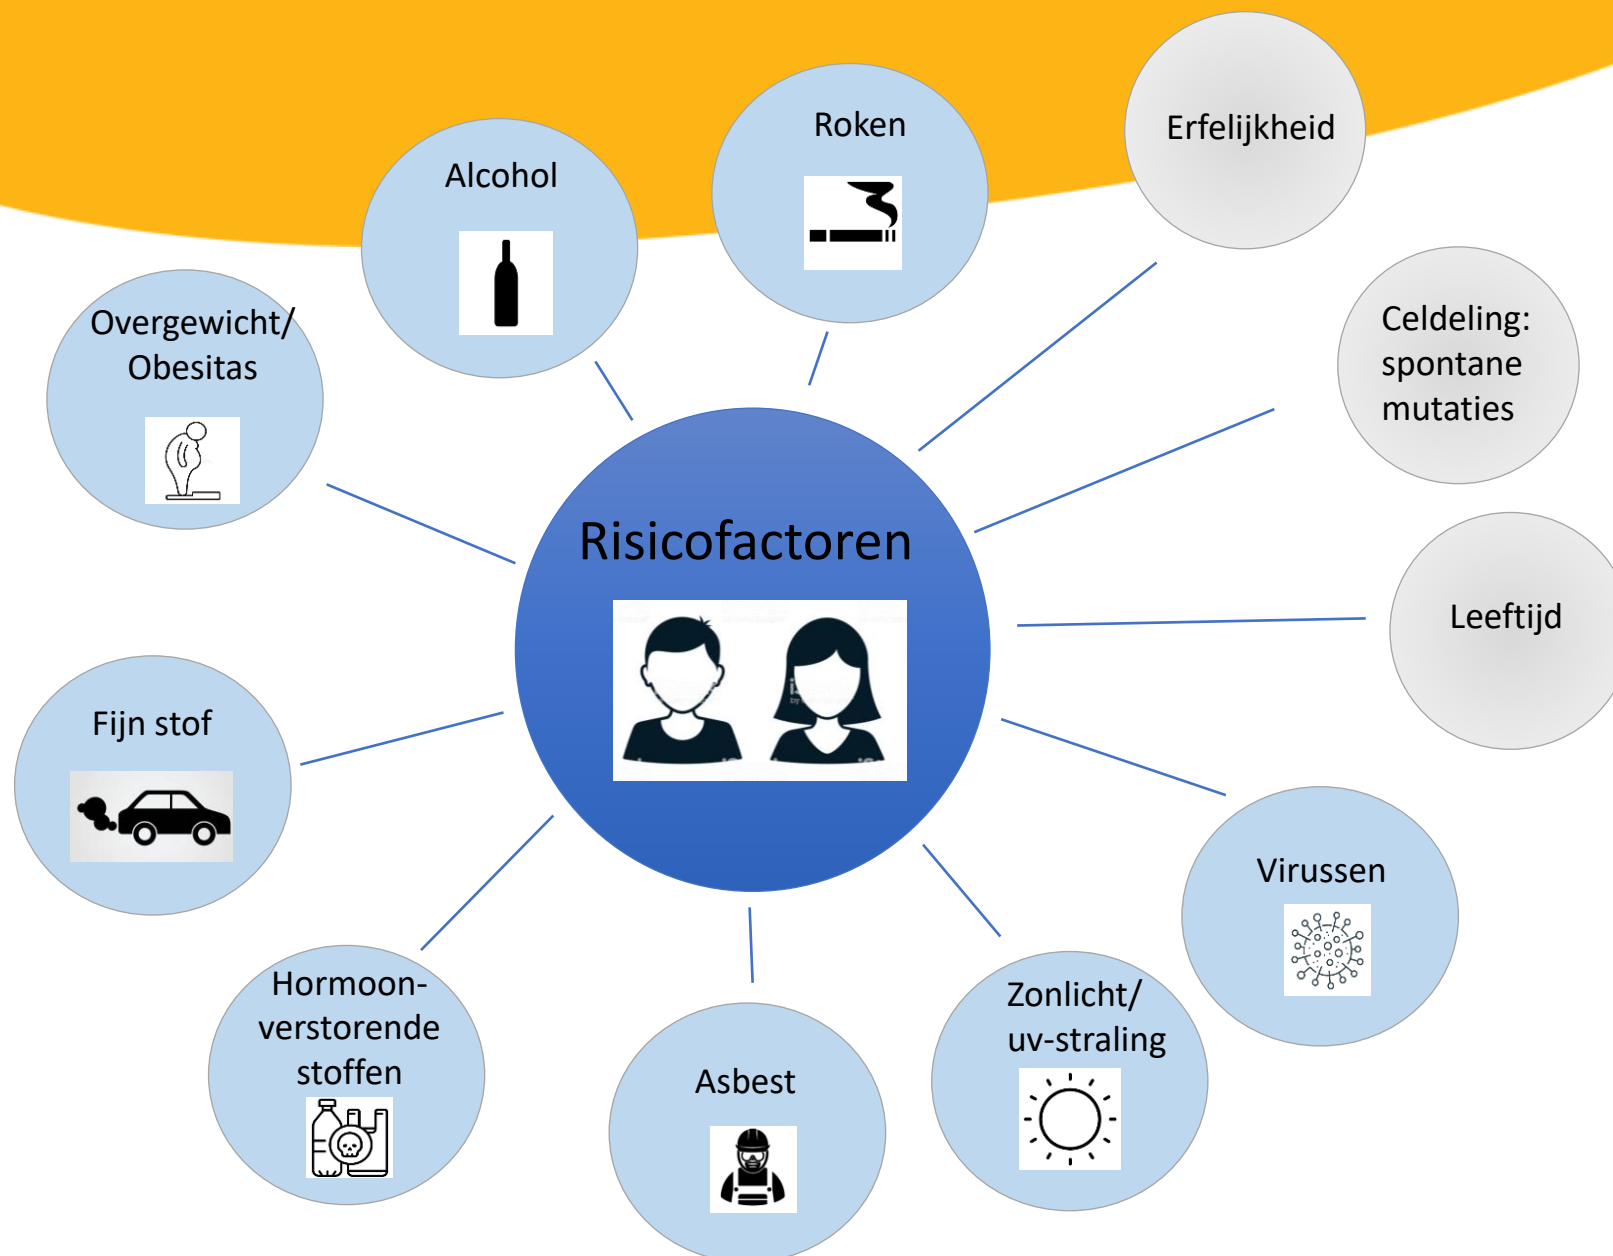 Roken
Erfelijkheid
Alcohol
Overgewicht/
Obesitas
Celdeling:
spontane
mutaties
Risicofactoren
Leeftijd
Fijn stof
Virussen
Hormoon-
verstorende
stoffen
Zonlicht/
uv-straling
Asbest